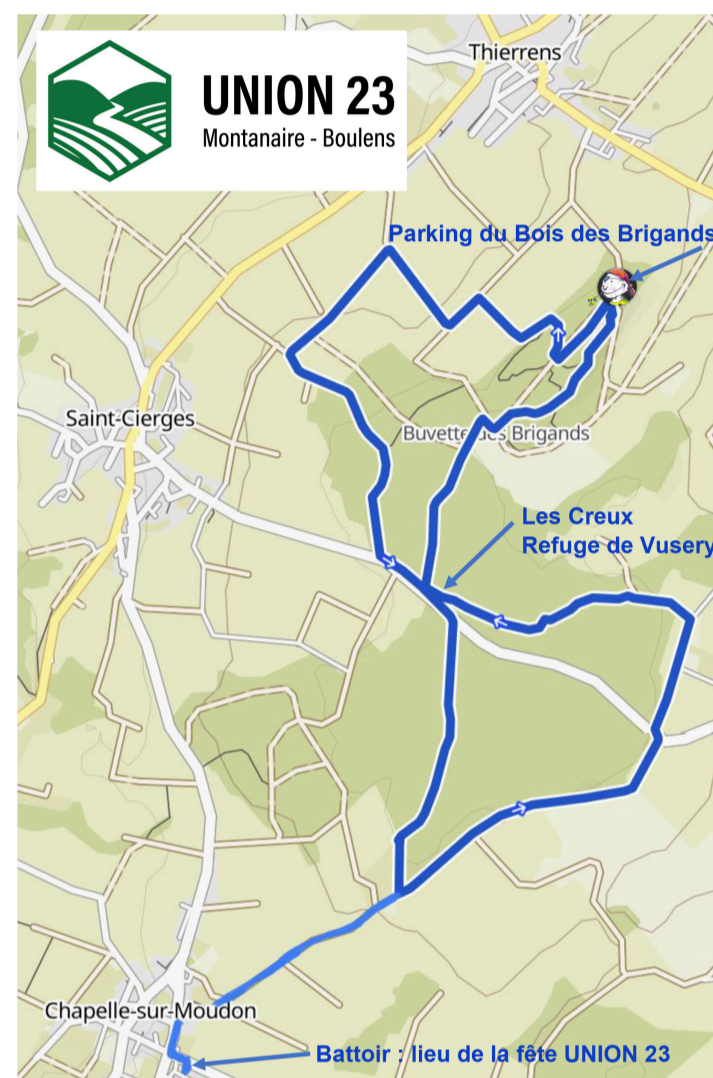 Thierrens
UNION 23
Montanaire - Boulens
Parking du Bois des Brigands
Saint-Cierges
Buvette des Brigands
Les Creux
Refuge de Vusery
Chapelle-sur-Moudon
Battoir : lieu de la fête UNION 23